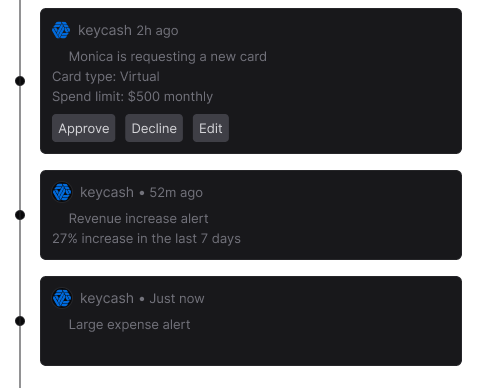 keycash 2h ago
Monica is requesting a new card
Card type: Virtual
Spend limit: $500 monthly
Approve Decline Edit
keycash • 52m ago
Revenue increase alert
27% increase in the last 7 days
keycash • Just now
Large expense alert